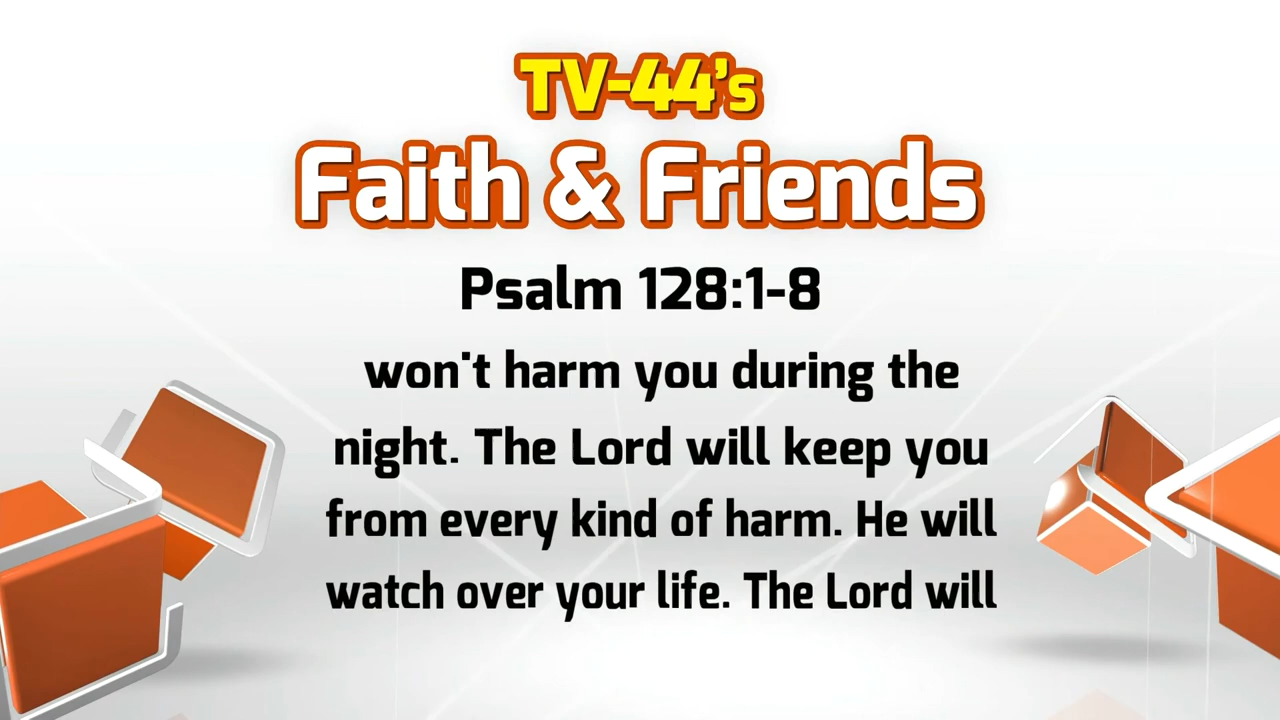 TV-44's
Faith & Friends
Psalm 128:1-8
won't harm you during the
night. The Lord will keep you
from every kind of harm. He will
watch over your life. The Lord will